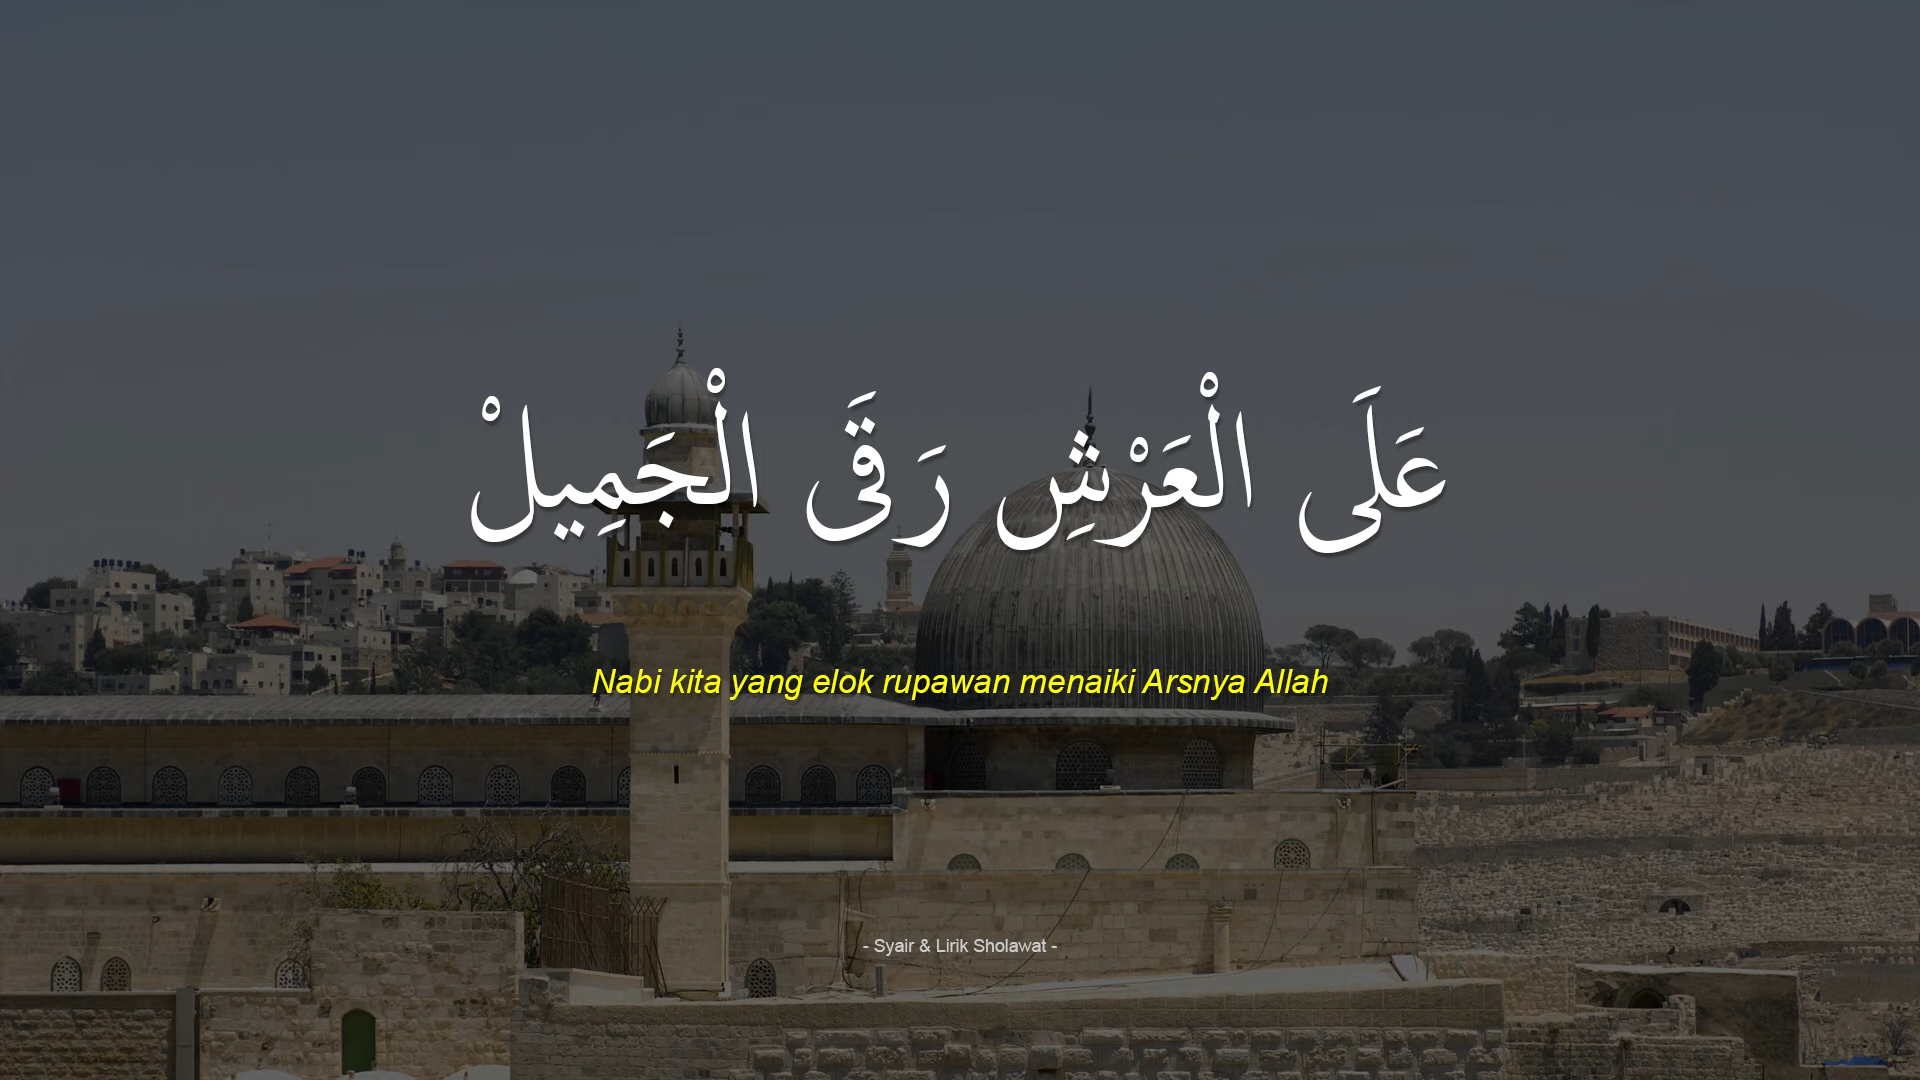 عَلَى الْعَرْشِ رَقَى الْجَمِيلْ
Nabi kita yang elok rupawan menaiki Arsnya Allah
- Syair & Lirik Sholawat -